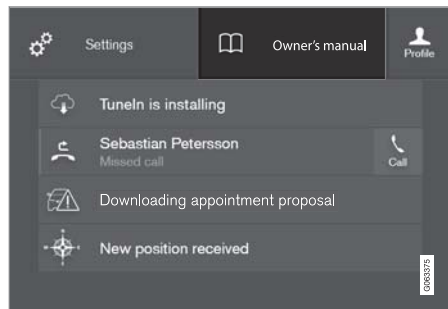 Settings
Owner's manual
Profile
TuneIn is installing
Sebastian Petersson
Missed call
Call
Downloading appointment proposal
New position received
G063375